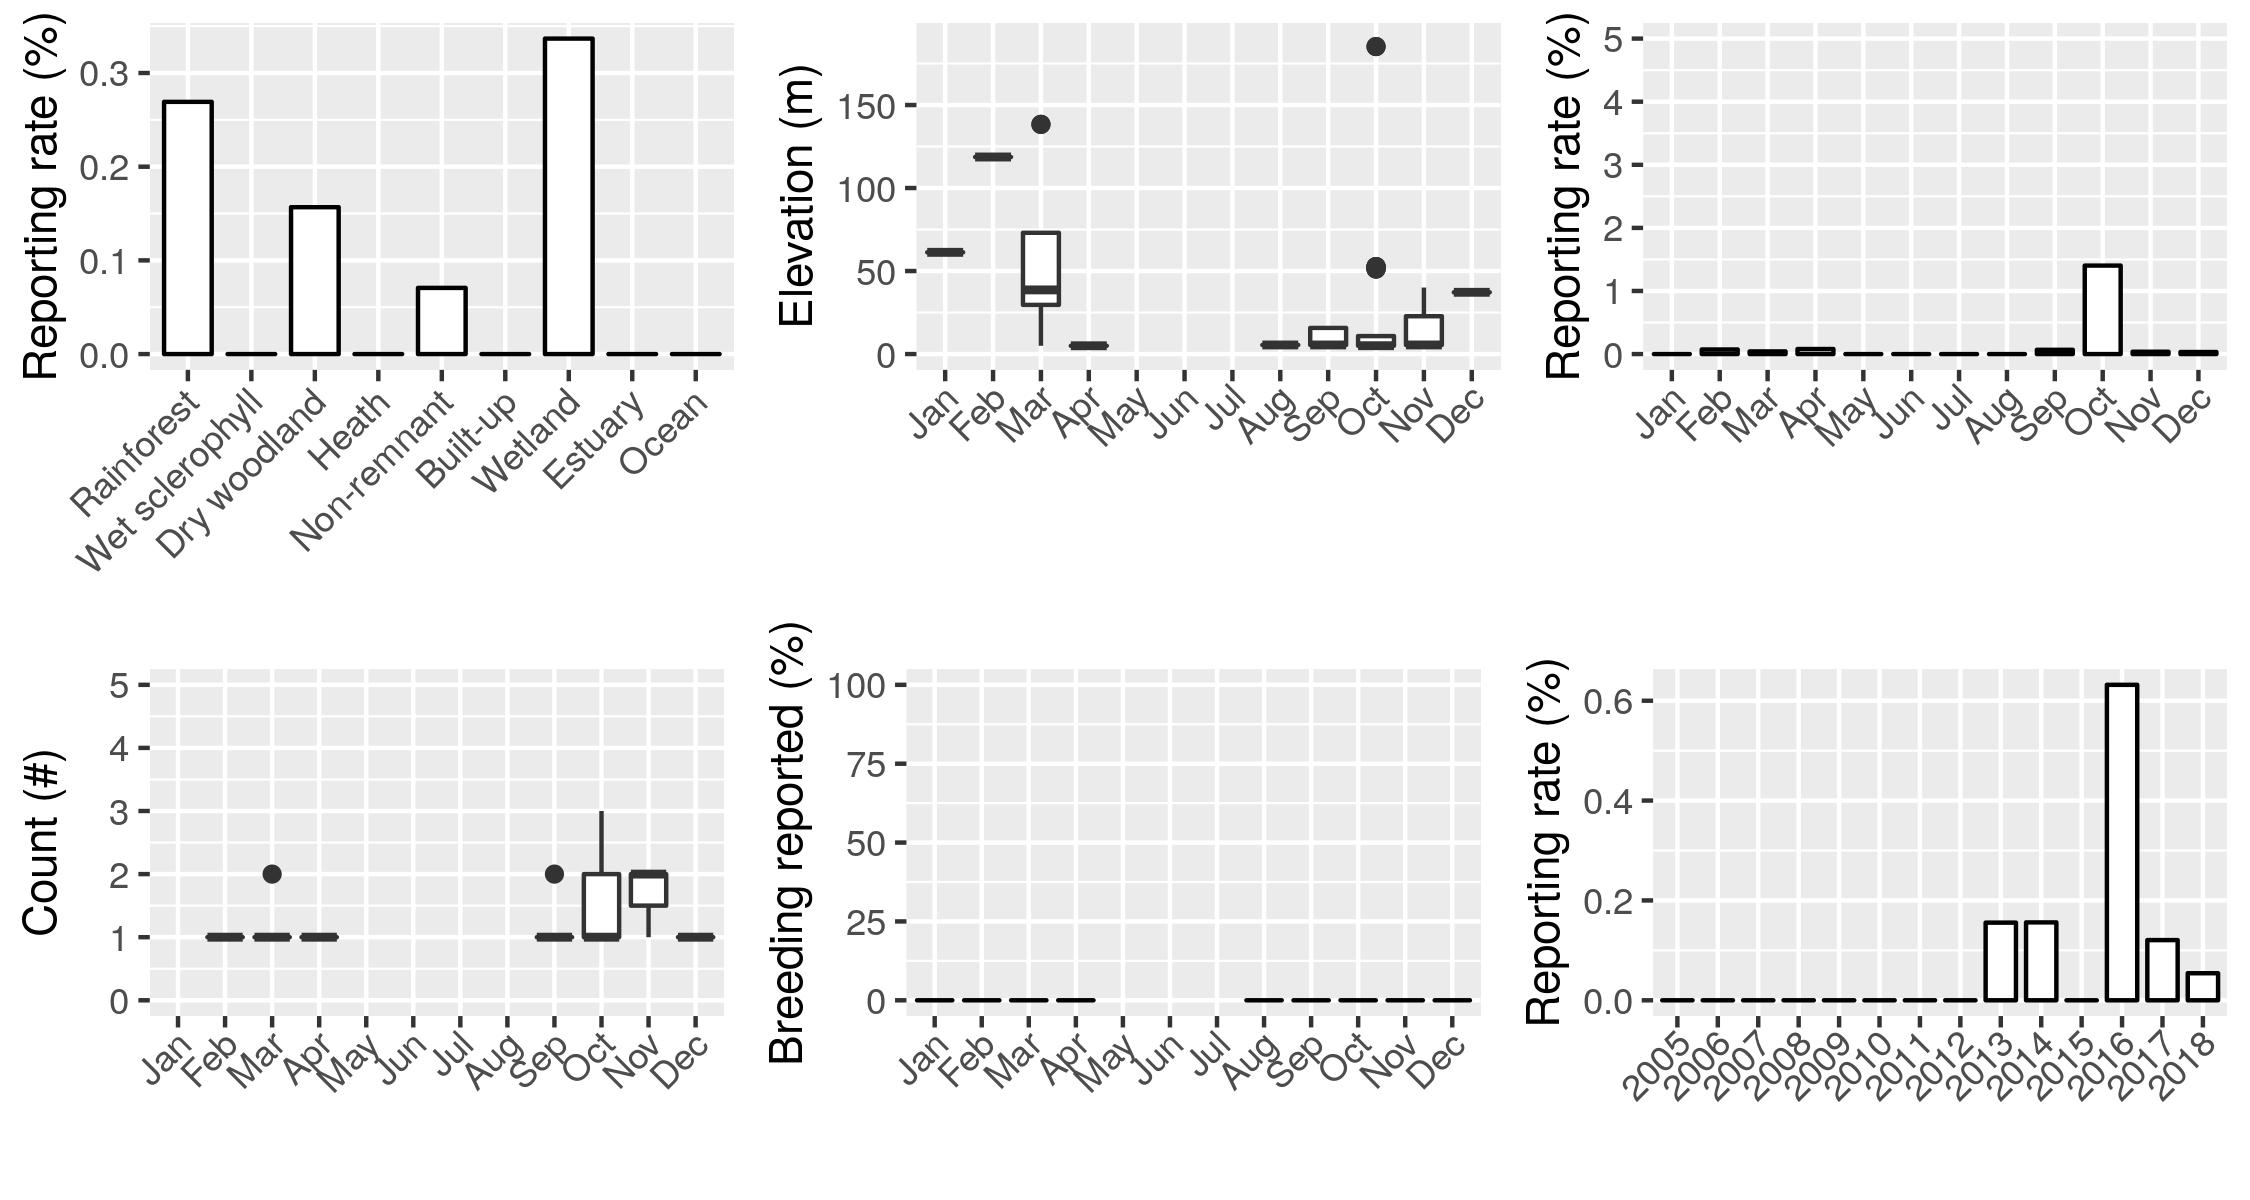 Reporting rate (%)
0.3
0.2
0.1
0.0
Rainforest
Wet sclerophyll
Dry woodland
Heath
Non-remnant
Built-up
Wetland
Estuary
Ocean
Elevation (m)
150
100
50
0
Jan
Feb
Mar
Apr
May
Jun
Jul
Aug
Sep
Oct
Nov
Dec
Reporting rate (%)
5
4
3
2
1
0
Jan
Feb
Mar
Apr
May
Jun
Jul
Aug
Sep
Oct
Nov
Dec
Count (#)
5
4
3
2
1
0
Jan
Feb
Mar
Apr
May
Jun
Jul
Aug
Sep
Oct
Nov
Dec
Breeding reported (%)
100
75
50
25
0
Jan
Feb
Mar
Apr
May
Jun
Jul
Aug
Sep
Oct
Nov
Dec
Reporting rate (%)
0.6
0.4
0.2
0.0
2005
2006
2007
2008
2009
2010
2011
2012
2013
2014
2015
2016
2017
2018